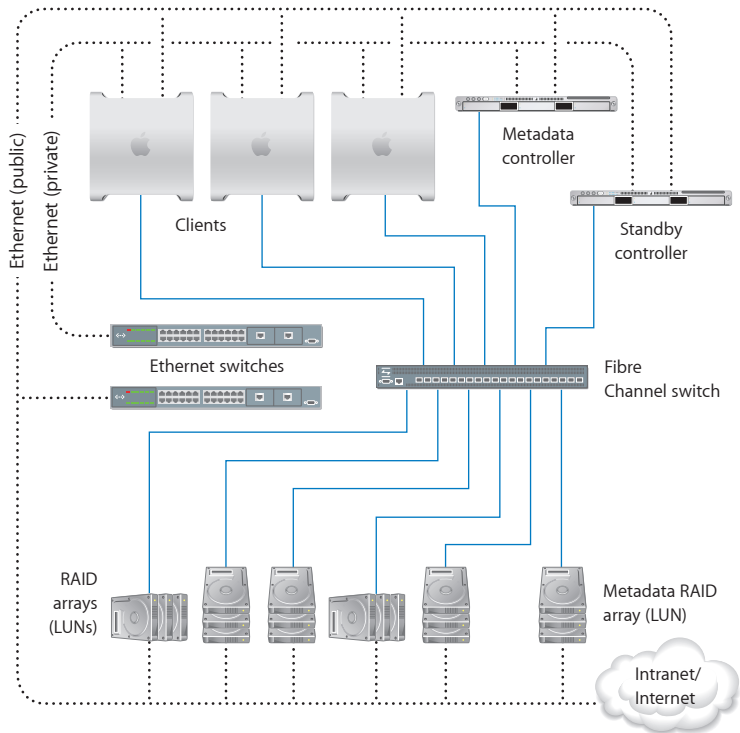 Ethernet (public)
Ethernet (private)
Metadata
controller
Clients
Standby
controller
Ethernet switches
Fibre
Channel switch
RAID
arrays
(LUNs)
Metadata RAID
array (LUN)
Intranet/
Internet